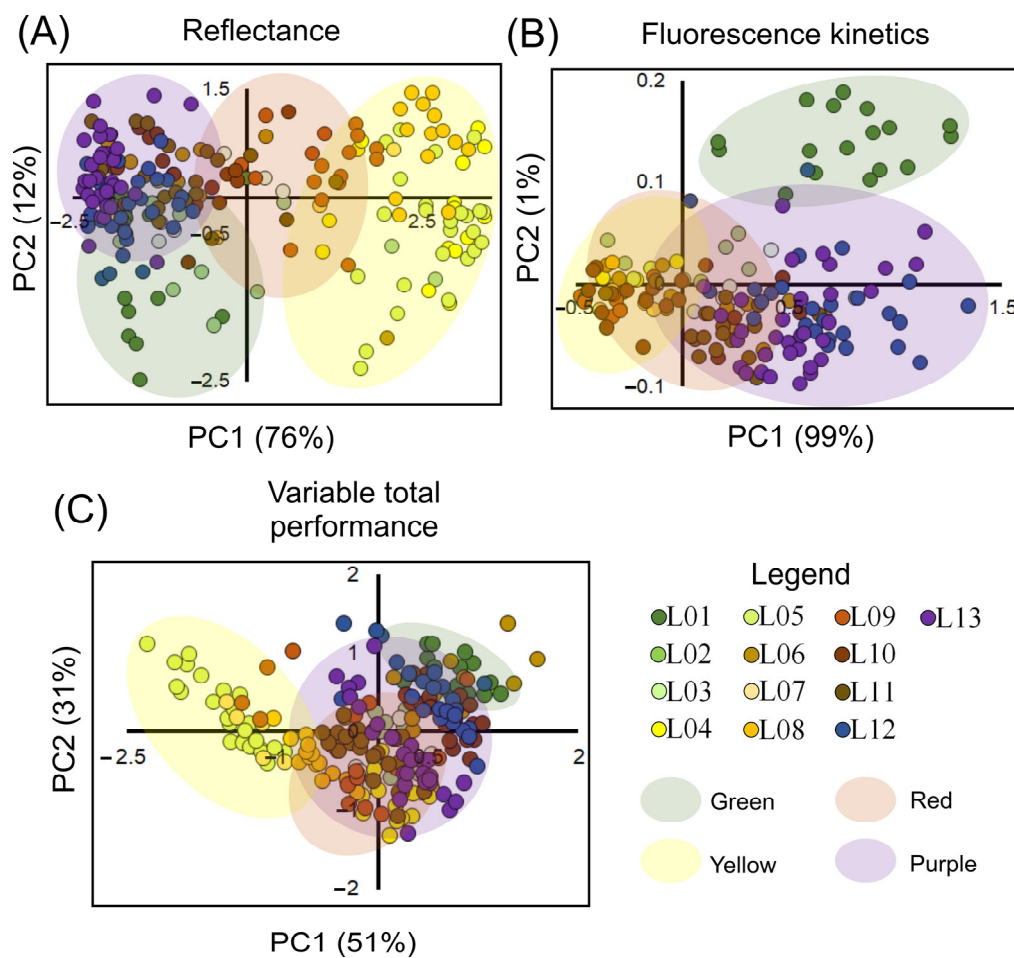 (A)
Reflectance
1.5
−2.5
−0.5
2.5
−2.5
PC2 (12%)
PC1 (76%)
(B)
Fluorescence kinetics
0.2
0.1
−0.5
0
0.5
1.5
−0.1
PC2 (1%)
PC1 (99%)
(C)
Variable total
performance
2
1
−2.5
−1
0
0.5
2
−1
−2
PC2 (31%)
PC1 (51%)
Legend
L01 L05 L09 L13
L02 L06 L10
L03 L07 L11
L04 L08 L12
Green Red
Yellow Purple